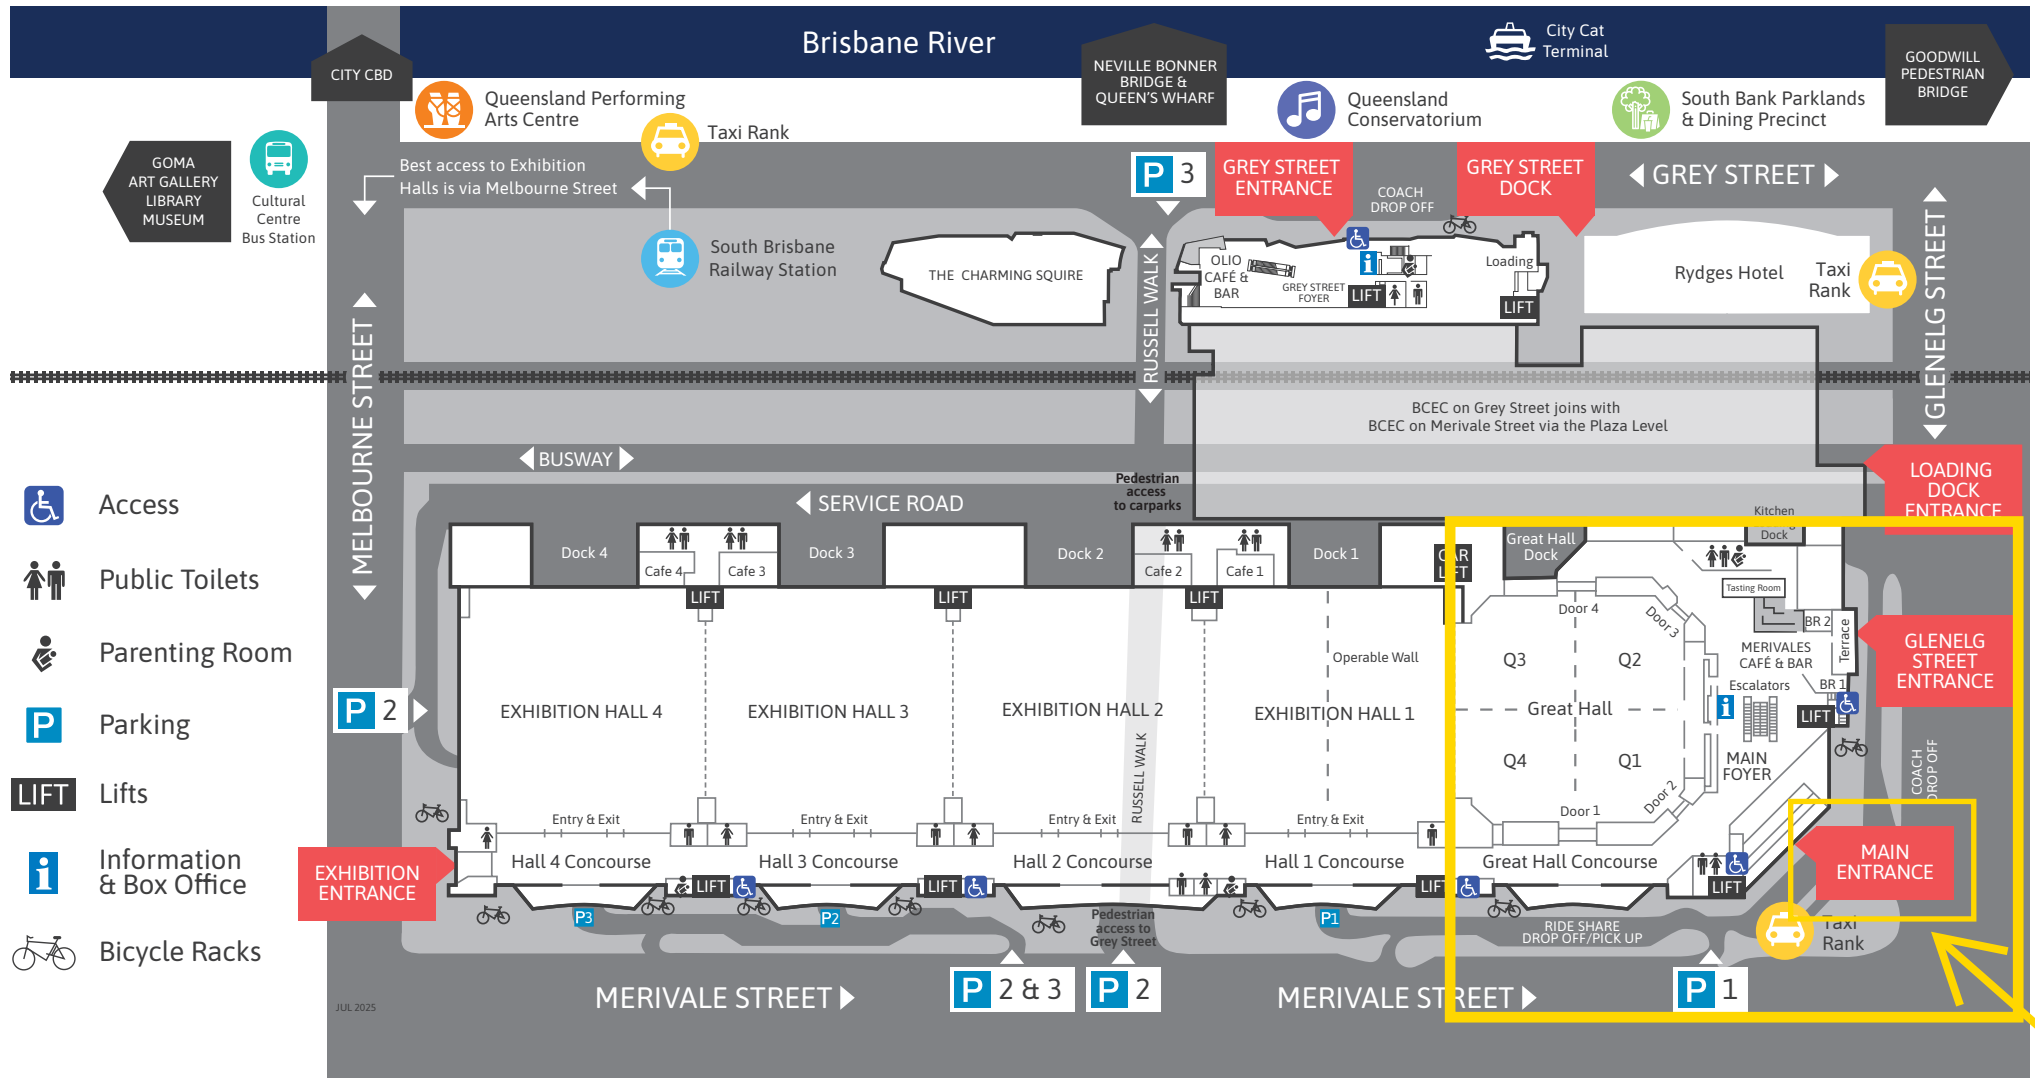 Brisbane River
City Cat
Terminal
CITY CBD
NEVILLE BONNER
BRIDGE &
QUEEN'S WHARF
GOODWILL
PEDESTRIAN
BRIDGE
Queensland Performing
Arts Centre
Taxi Rank
Queensland
Conservatorium
South Bank Parklands
& Dining Precinct
GOMA
ART GALLERY
LIBRARY
MUSEUM
Cultural
Centre
Bus Station
Best access to Exhibition
Halls is via Melbourne Street
South Brisbane
Railway Station
P 3
GREY STREET
ENTRANCE
COACH
DROP OFF
GREY STREET
DOCK
GREY STREET
GLENELG STREET
THE CHARMING SQUIRE
RUSSELL WALK
OLIO
CAFÉ &
BAR
GREY STREET
FOYER
LIFT
Loading
LIFT
Rydges Hotel
Taxi
Rank
MELBOURNE STREET
BCEC on Grey Street joins with
BCEC on Merivale Street via the Plaza Level
BUSWAY
SERVICE ROAD
Pedestrian
access
to carparks
LOADING
DOCK
ENTRANCE
Access
Public Toilets
Parenting Room
P Parking
LIFT Lifts
Information
& Box Office
Bicycle Racks
Dock 4
Cafe 4
Cafe 3
Dock 3
Dock 2
Cafe 2
Cafe 1
Dock 1
CAR
LIFT
Great Hall
Dock
Kitchen
Dock
LIFT
LIFT
LIFT
Tasting Room
Door 4
Door 3
BR 2
Terrace
MERIVALES
CAFÉ & BAR
GLENELG
STREET
ENTRANCE
Operable Wall
Q3
Q2
Escalators
BR 1
P 2
EXHIBITION HALL 4
EXHIBITION HALL 3
EXHIBITION HALL 2
EXHIBITION HALL 1
Great Hall
LIFT
RUSSELL WALK
Q4
Q1
MAIN
FOYER
COACH
DROP OFF
Door 2
Door 1
Entry & Exit
Entry & Exit
Entry & Exit
Entry & Exit
Hall 4 Concourse
Hall 3 Concourse
Hall 2 Concourse
Hall 1 Concourse
Great Hall Concourse
MAIN
ENTRANCE
EXHIBITION
ENTRANCE
LIFT
LIFT
LIFT
LIFT
P3
P2
Pedestrian
access to
Grey Street
P1
RIDE SHARE
DROP OFF/PICK UP
Taxi
Rank
P 2 & 3
P 2
P 1
MERIVALE STREET
MERIVALE STREET
JUL 2025